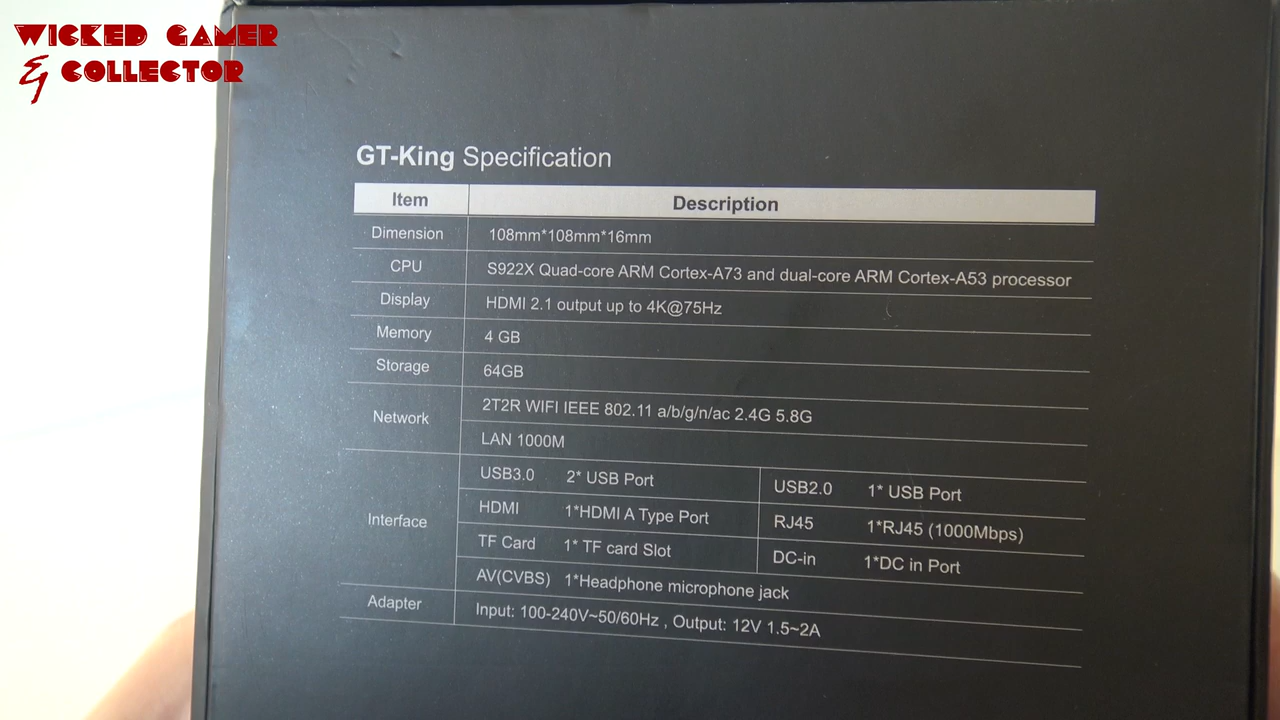 WICKED GAMER
& COLLECTOR
GT-King Specification
Item Description
Dimension 108mm*108mm*16mm
CPU S922X Quad-core ARM Cortex-A73 and dual-core ARM Cortex-A53 processor
Display HDMI 2.1 output up to 4K@75Hz
Memory 4 GB
Storage 64GB
Network 2T2R WIFI IEEE 802.11 a/b/g/n/ac 2.4G 5.8G
LAN 1000M
Interface USB3.0 2* USB Port USB2.0 1* USB Port
HDMI 1*HDMI A Type Port RJ45 1*RJ45 (1000Mbps)
TF Card 1* TF card Slot DC-in 1*DC in Port
AV(CVBS) 1*Headphone microphone jack
Adapter Input: 100-240V~50/60Hz , Output: 12V 1.5~2A